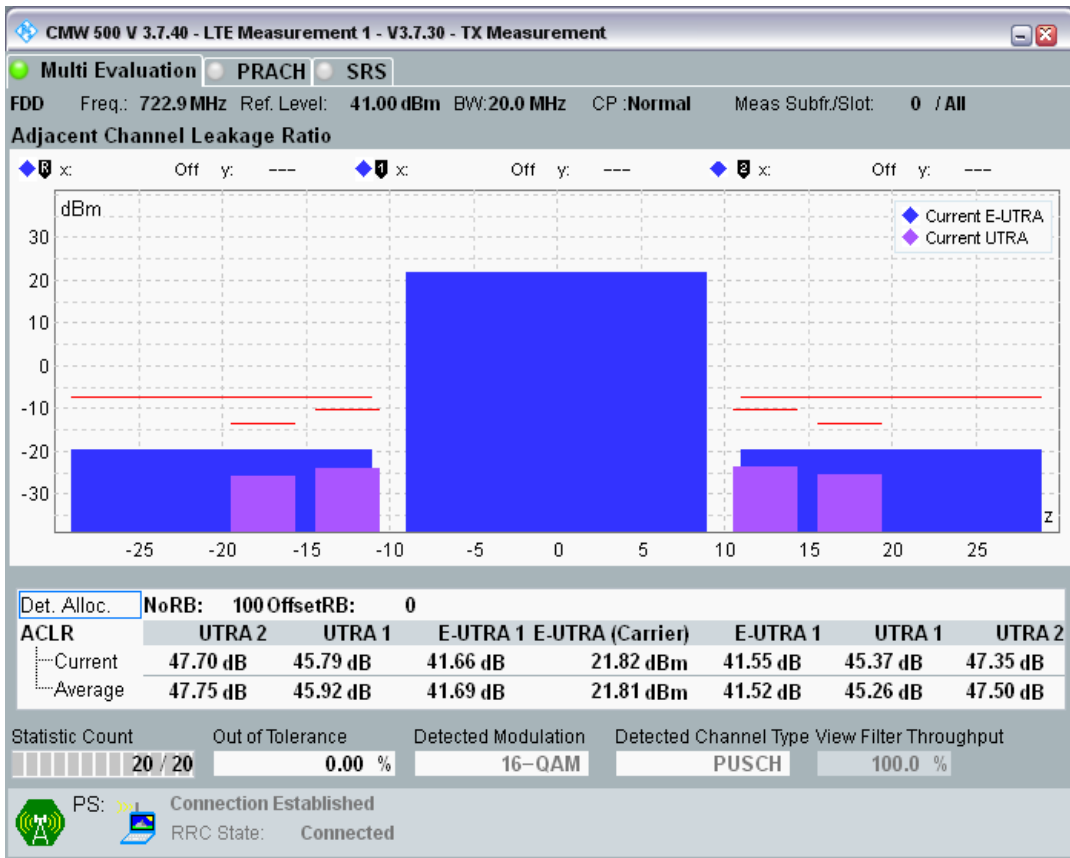 CMW 500 V 3.7.40 - LTE Measurement 1 - V3.7.30 - TX Measurement
Multi Evaluation PRACH SRS
FDD Freq.: 722.9 MHz Ref. Level: 41.00 dBm BW:20.0 MHz CP :Normal Meas Subfr./Slot: 0 / All
Adjacent Channel Leakage Ratio
R x: Off y: --- 1 x: Off y: --- 2 x: Off y: ---
dBm
Current E-UTRA
Current UTRA
30
20
10
0
-10
-20
-30
z
-25 -20 -15 -10 -5 0 5 10 15 20 25
Det. Alloc. NoRB: 100 OffsetRB: 0
ACLR UTRA 2 UTRA 1 E-UTRA 1 E-UTRA (Carrier) E-UTRA 1 UTRA 1 UTRA 2
Current 47.70 dB 45.79 dB 41.66 dB 21.82 dBm 41.55 dB 45.37 dB 47.35 dB
Average 47.75 dB 45.92 dB 41.69 dB 21.81 dBm 41.52 dB 45.26 dB 47.50 dB
Statistic Count Out of Tolerance Detected Modulation Detected Channel Type View Filter Throughput
20 / 20 0.00 % 16-QAM PUSCH 100.0 %
PS: Connection Established
RRC State: Connected